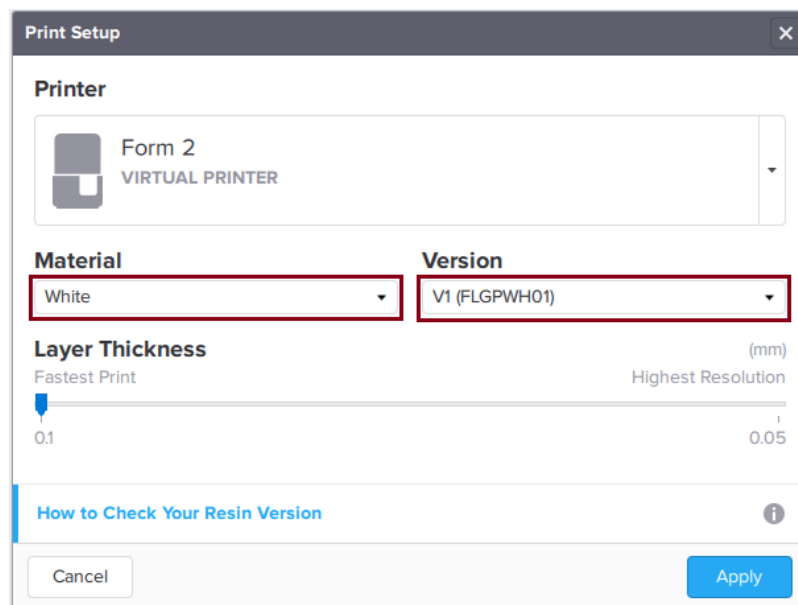 Print Setup
Printer
Form 2
VIRTUAL PRINTER
Material Version
White V1 (FLGPWH01)
Layer Thickness (mm)
Fastest Print Highest Resolution
0.1 0.05
How to Check Your Resin Version
Cancel Apply